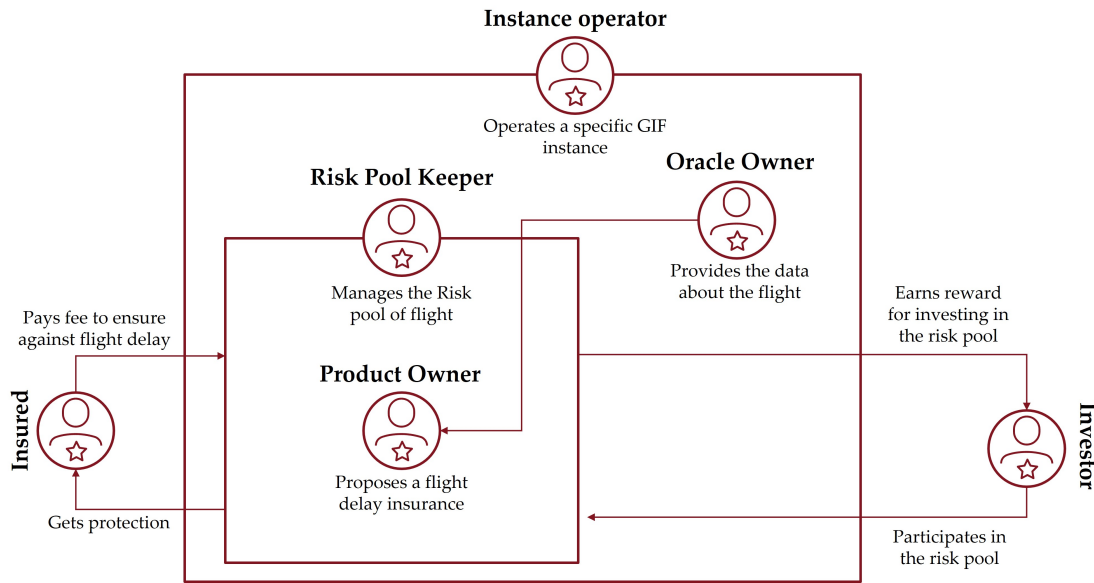 Instance operator
Operates a specific GIF
instance
Oracle Owner
Provides the data
about the flight
Risk Pool Keeper
Manages the Risk
pool of flight
Product Owner
Proposes a flight
delay insurance
Pays fee to ensure
against flight delay
Insured
Gets protection
Earns reward
for investing in
the risk pool
Investor
Participates in
the risk pool